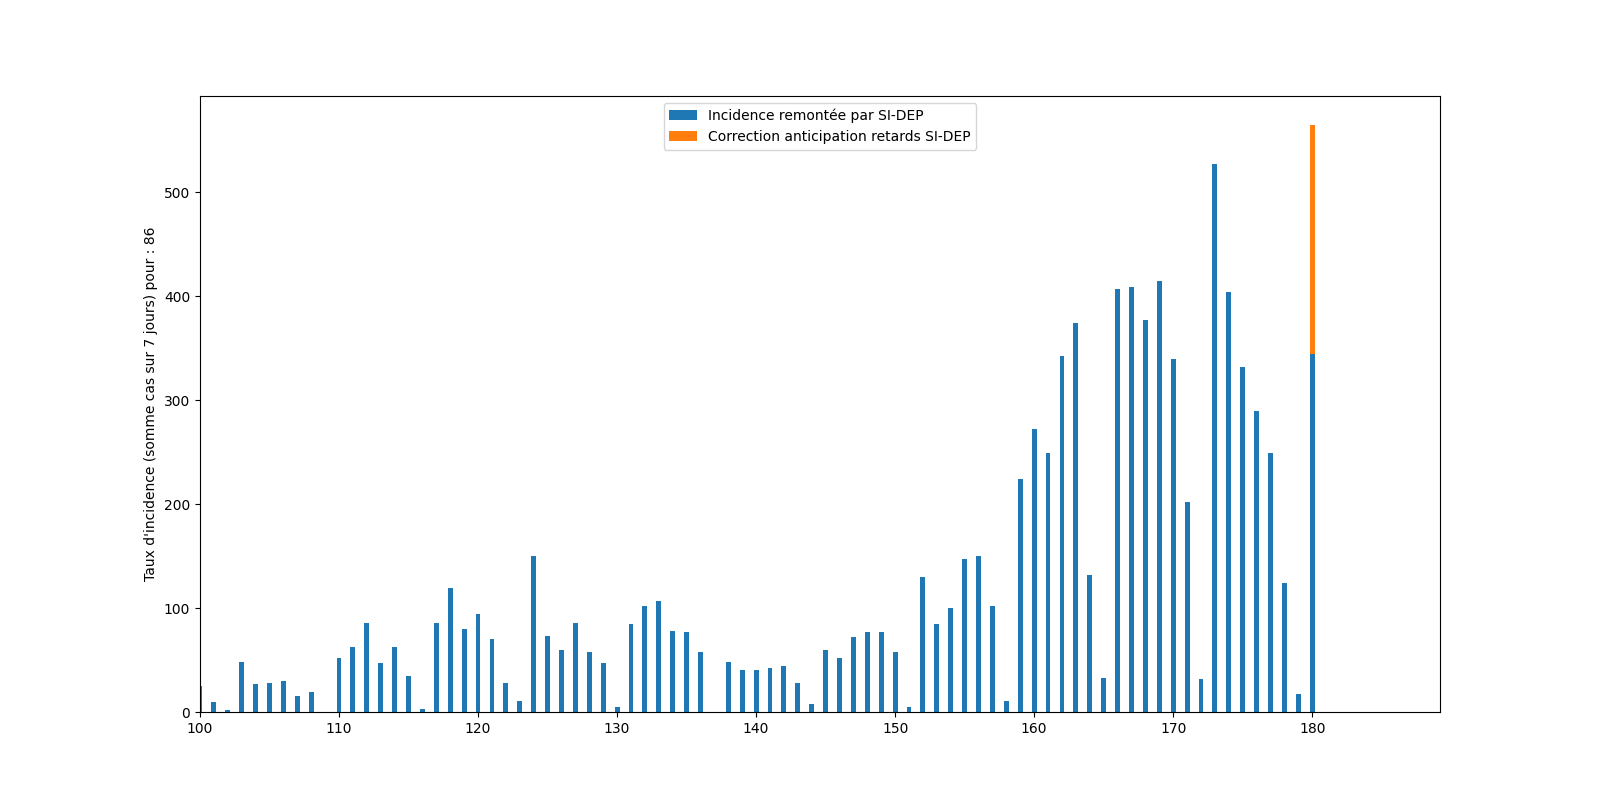 Incidence remontée par SI-DEP
Correction anticipation retards SI-DEP
Taux d'incidence (somme cas sur 7 jours) pour : 86
500
400
300
200
100
0
100 110 120 130 140 150 160 170 180